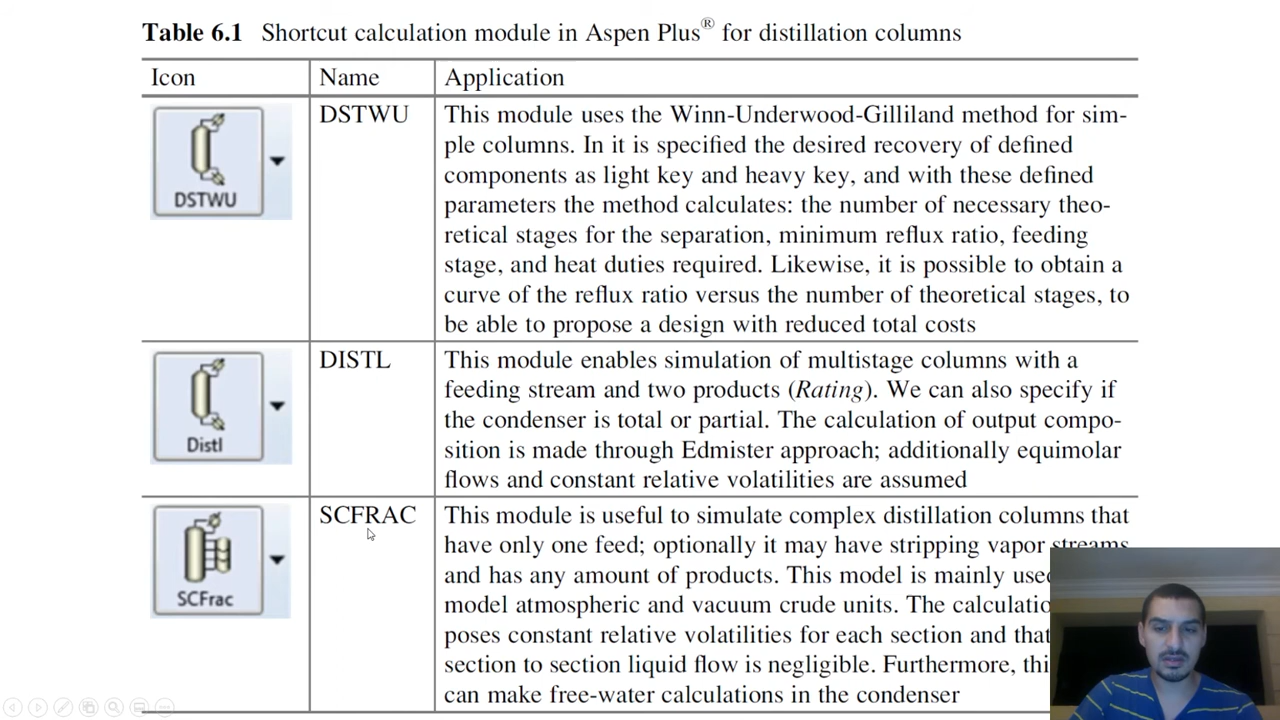 Table 6.1 Shortcut calculation module in Aspen Plus® for distillation columns
Icon Name Application
DSTWU
DSTWU
This module uses the Winn-Underwood-Gilliland method for sim-
ple columns. In it is specified the desired recovery of defined
components as light key and heavy key, and with these defined
parameters the method calculates: the number of necessary theo-
retical stages for the separation, minimum reflux ratio, feeding
stage, and heat duties required. Likewise, it is possible to obtain a
curve of the reflux ratio versus the number of theoretical stages, to
be able to propose a design with reduced total costs
Distl
DISTL
This module enables simulation of multistage columns with a
feeding stream and two products (Rating). We can also specify if
the condenser is total or partial. The calculation of output compo-
sition is made through Edmister approach; additionally equimolar
flows and constant relative volatilities are assumed
SCFrac
SCFRAC
This module is useful to simulate complex distillation columns that
have only one feed; optionally it may have stripping vapor streams
and has any amount of products. This model is mainly
model atmospheric and vacuum crude units. The
poses constant relative volatilities for each section and that
section to section liquid flow is negligible. Furthermore,
can make free-water calculations in the condenser